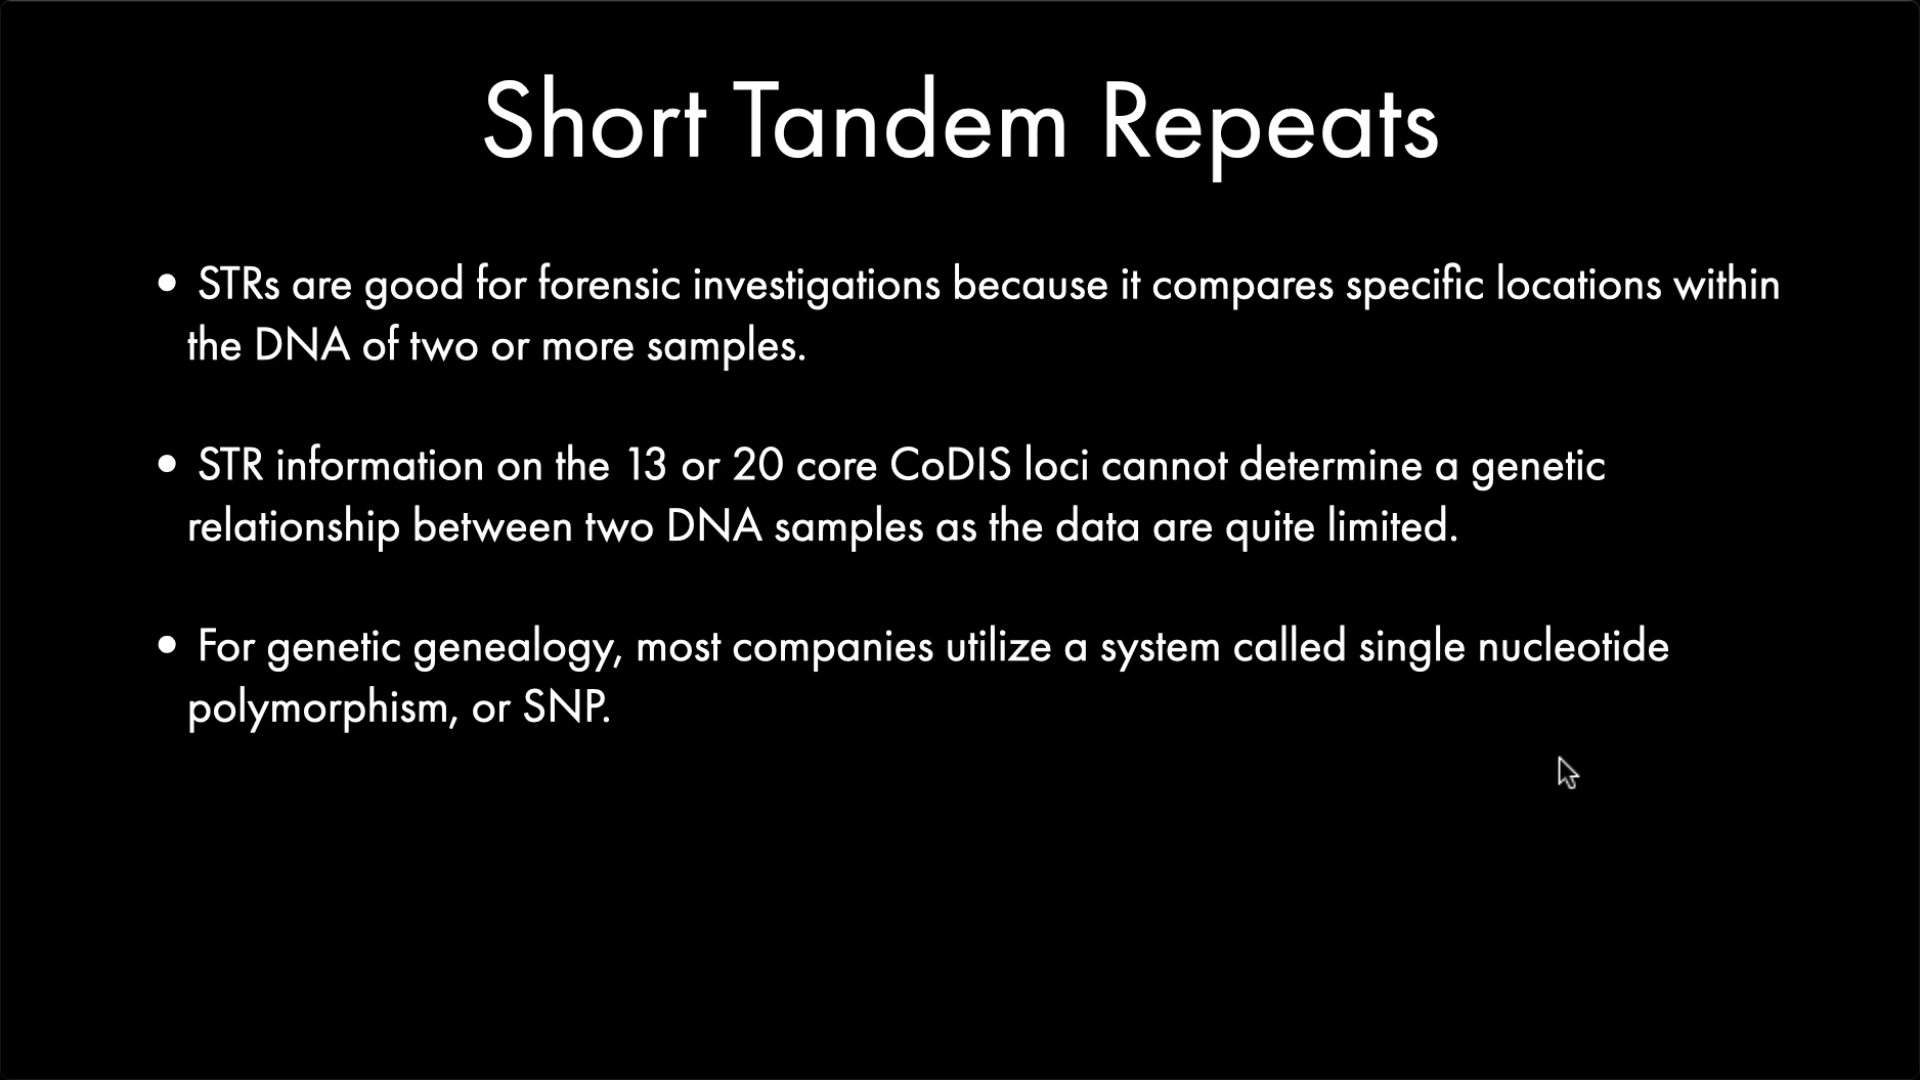 Short Tandem Repeats
• STRs are good for forensic investigations because it compares specific locations within
the DNA of two or more samples.
• STR information on the 13 or 20 core CoDIS loci cannot determine a genetic
relationship between two DNA samples as the data are quite limited.
• For genetic genealogy, most companies utilize a system called single nucleotide
polymorphism, or SNP.